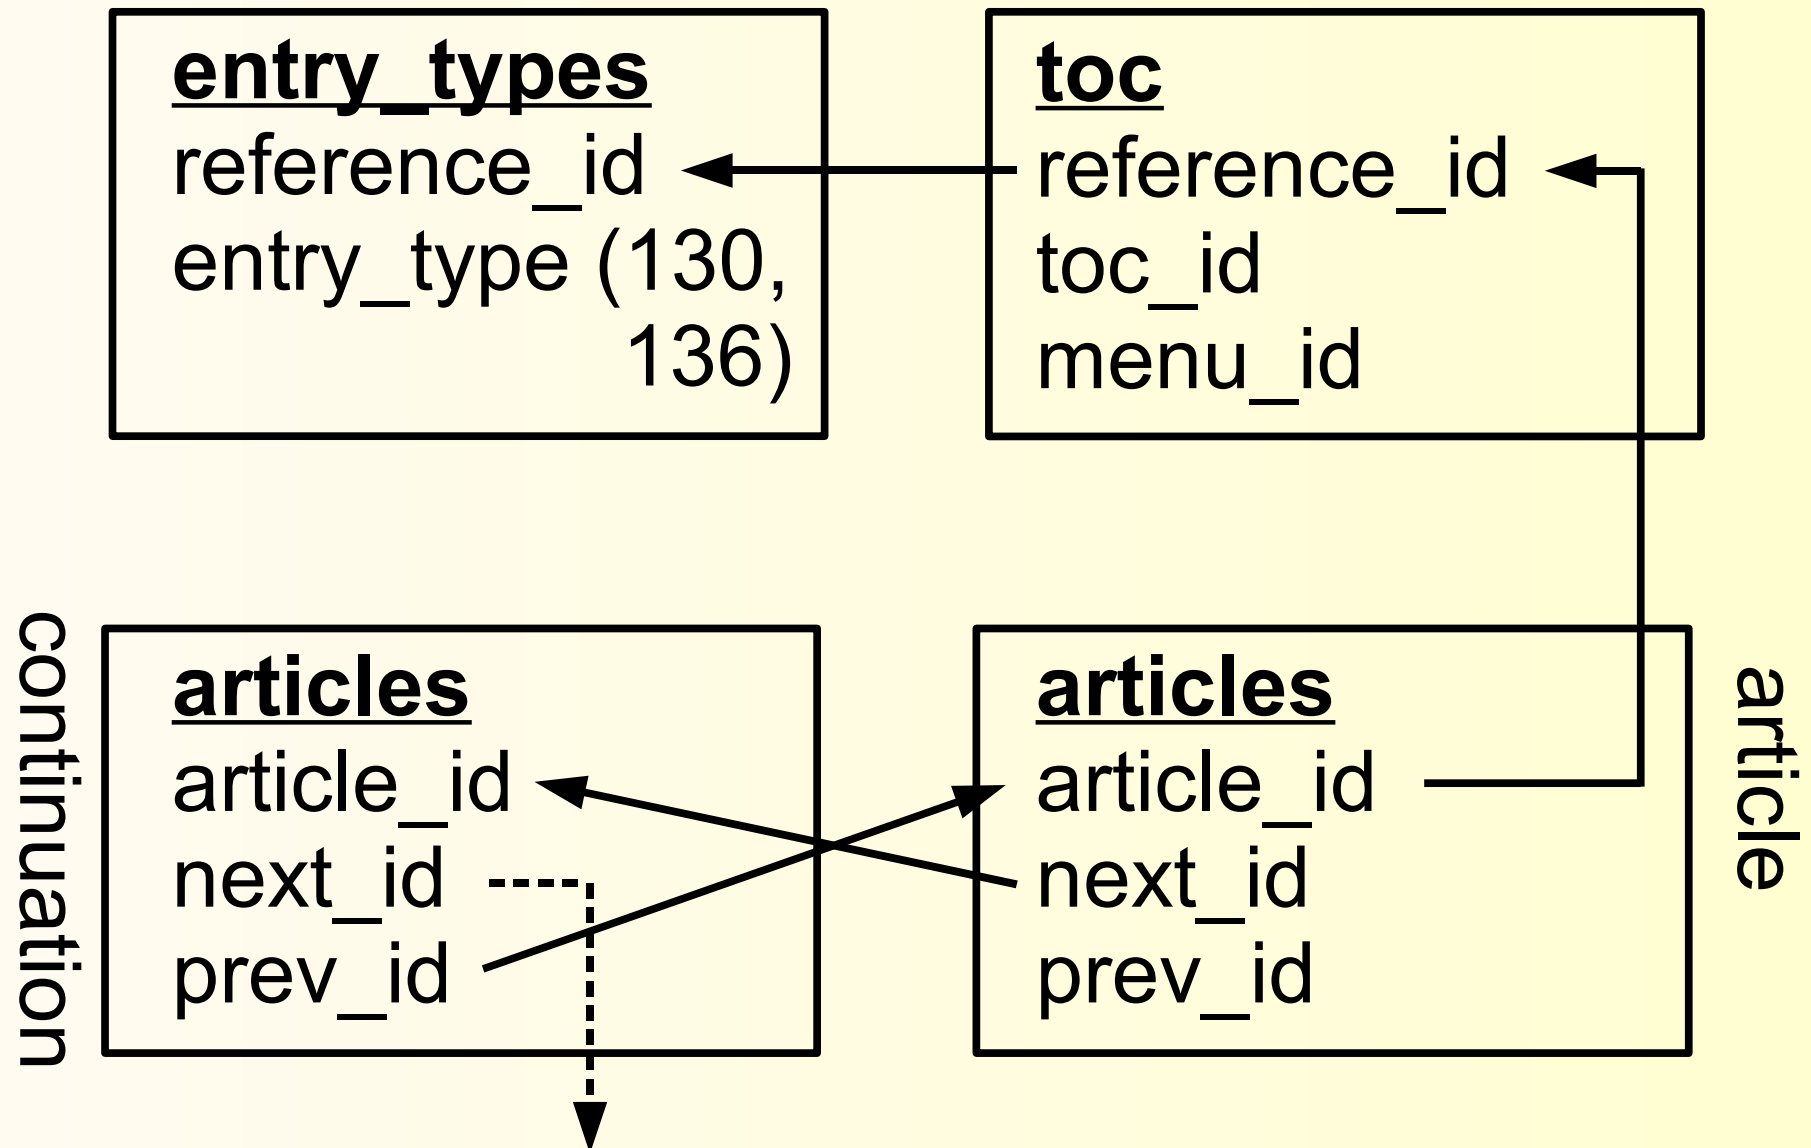 entry_types
reference_id
entry_type (130,
136)
toc
reference_id
toc_id
menu_id
continuation
articles
article_id
next_id
prev_id
articles
article_id
next_id
prev_id
article